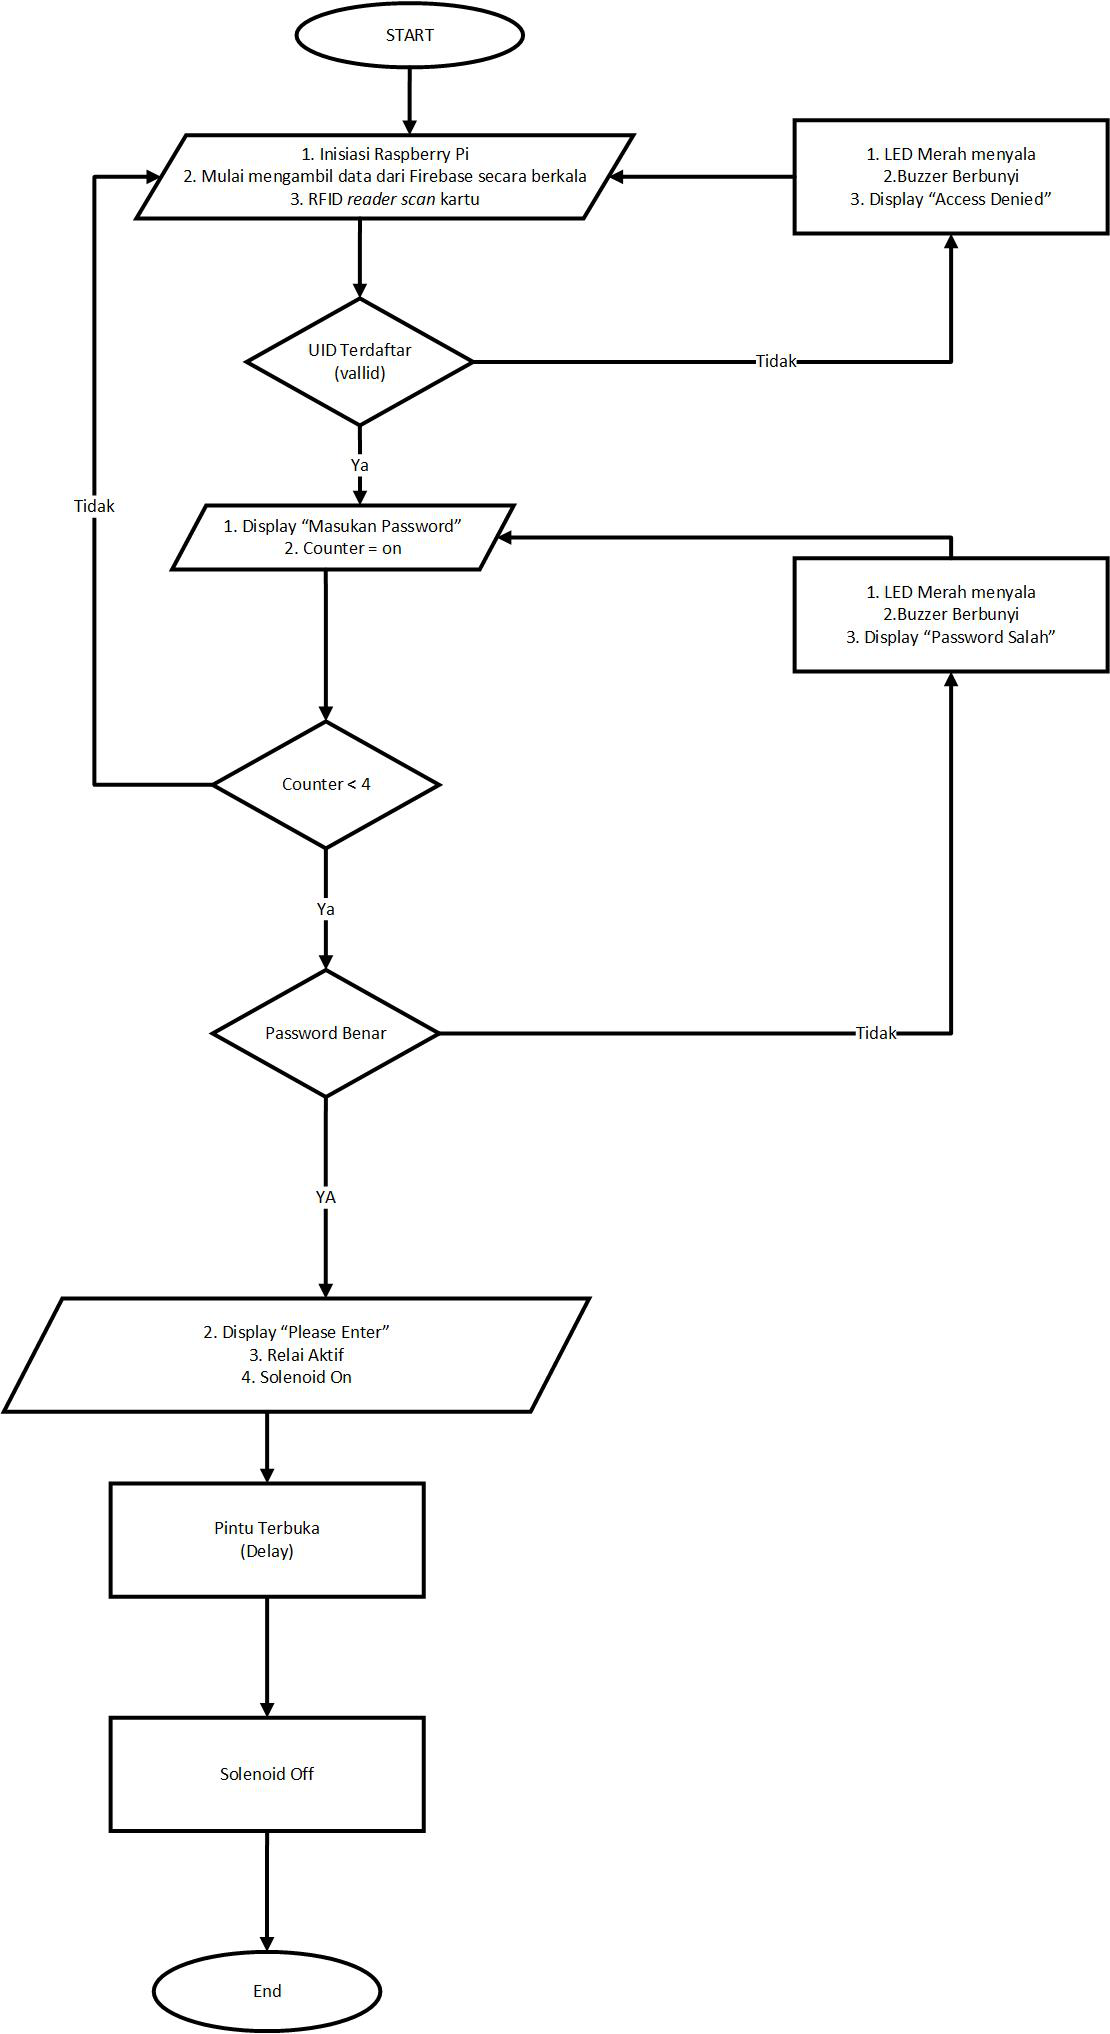 START
1. Inisiasi Raspberry Pi
2. Mulai mengambil data dari Firebase secara berkala
3. RFID reader scan kartu
1. LED Merah menyala
2.Buzzer Berbunyi
3. Display “Access Denied”
UID Terdaftar
(vallid)
Tidak
Ya
Tidak
1. Display “Masukan Password”
2. Counter = on
1. LED Merah menyala
2.Buzzer Berbunyi
3. Display “Password Salah”
Counter < 4
Ya
Password Benar
Tidak
YA
2. Display “Please Enter”
3. Relai Aktif
4. Solenoid On
Pintu Terbuka
(Delay)
Solenoid Off
End